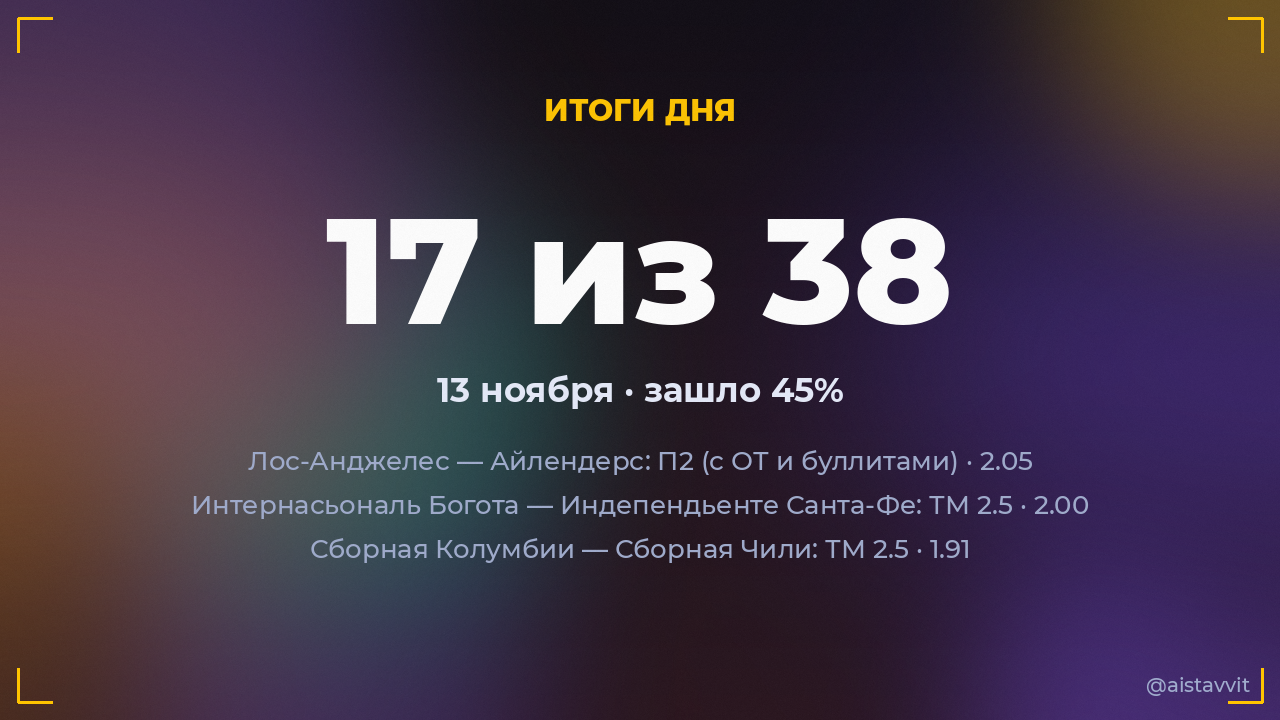 ИТОГИ ДНЯ
17 из 38
13 ноября · зашло 45%
Лос-Анджелес — Айлендерс: П2 (с ОТ и буллитами) · 2.05
Интернасьональ Богота — Индепендьенте Санта-Фе: ТМ 2.5 · 2.00
Сборная Колумбии — Сборная Чили: ТМ 2.5 · 1.91
@aistavvit